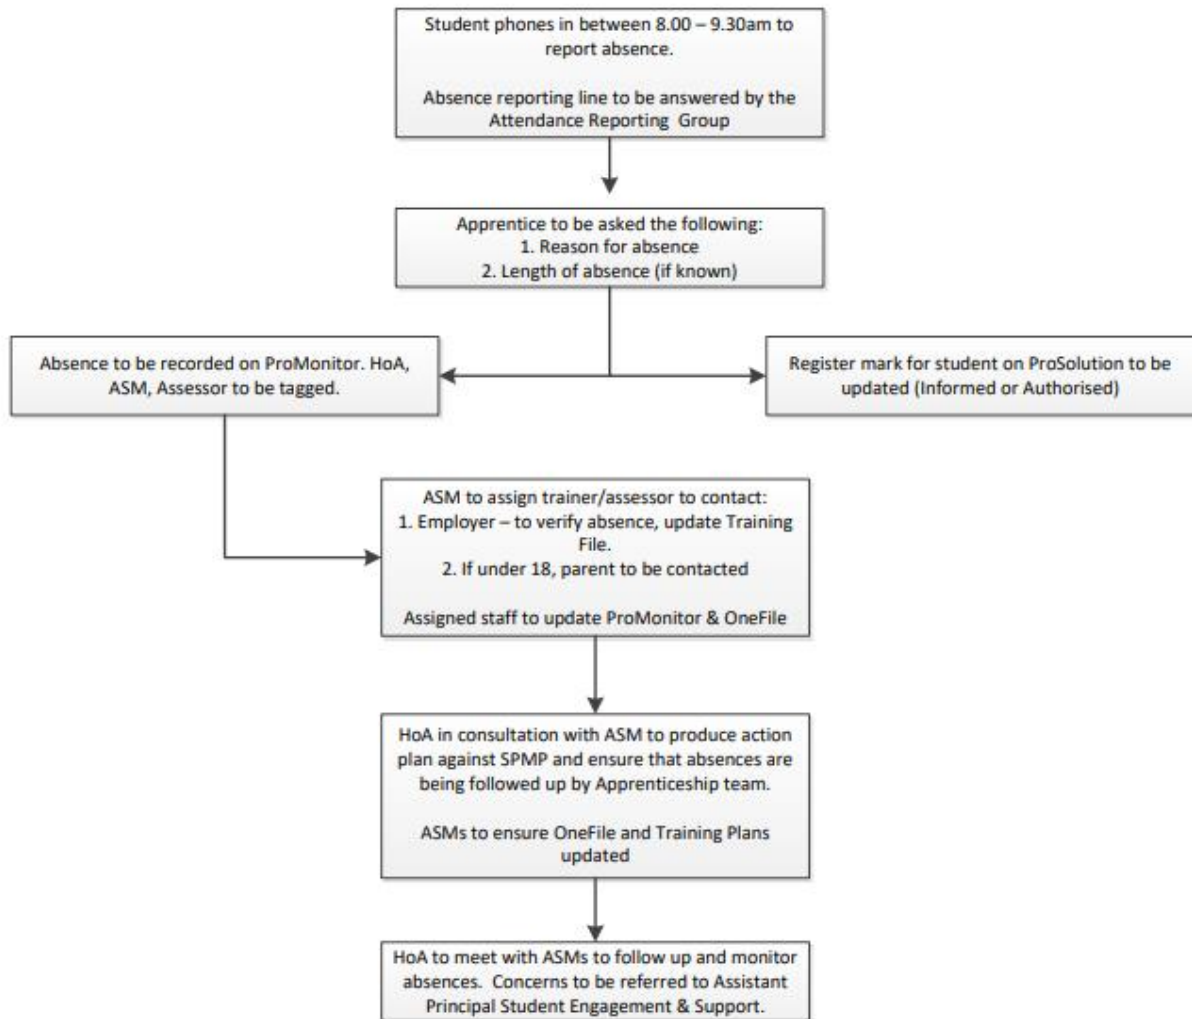 Student phones in between 8.00 – 9.30am to
report absence.
Absence reporting line to be answered by the
Attendance Reporting Group
Apprentice to be asked the following:
1. Reason for absence
2. Length of absence (if known)
Absence to be recorded on ProMonitor. HoA,
ASM, Assessor to be tagged.
Register mark for student on ProSolution to be
updated (Informed or Authorised)
ASM to assign trainer/assessor to contact:
1. Employer – to verify absence, update Training
File.
2. If under 18, parent to be contacted
Assigned staff to update ProMonitor & OneFile
HoA in consultation with ASM to produce action
plan against SPMP and ensure that absences are
being followed up by Apprenticeship team.
ASMs to ensure OneFile and Training Plans
updated
HoA to meet with ASMs to follow up and monitor
absences. Concerns to be referred to Assistant
Principal Student Engagement & Support.